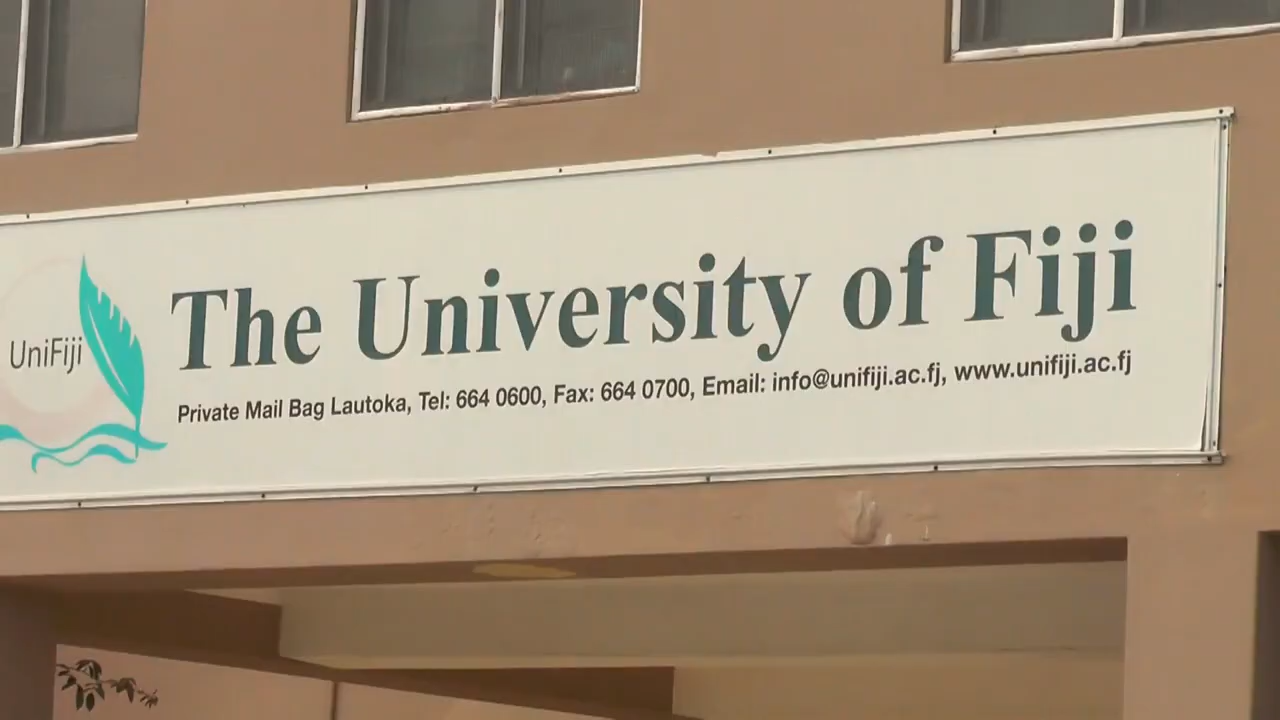 UniFiji
The University of Fiji
Private Mail Bag Lautoka, Tel: 664 0600, Fax: 664 0700, Email: info@unifiji.ac.fj, www.unifiji.ac.fj